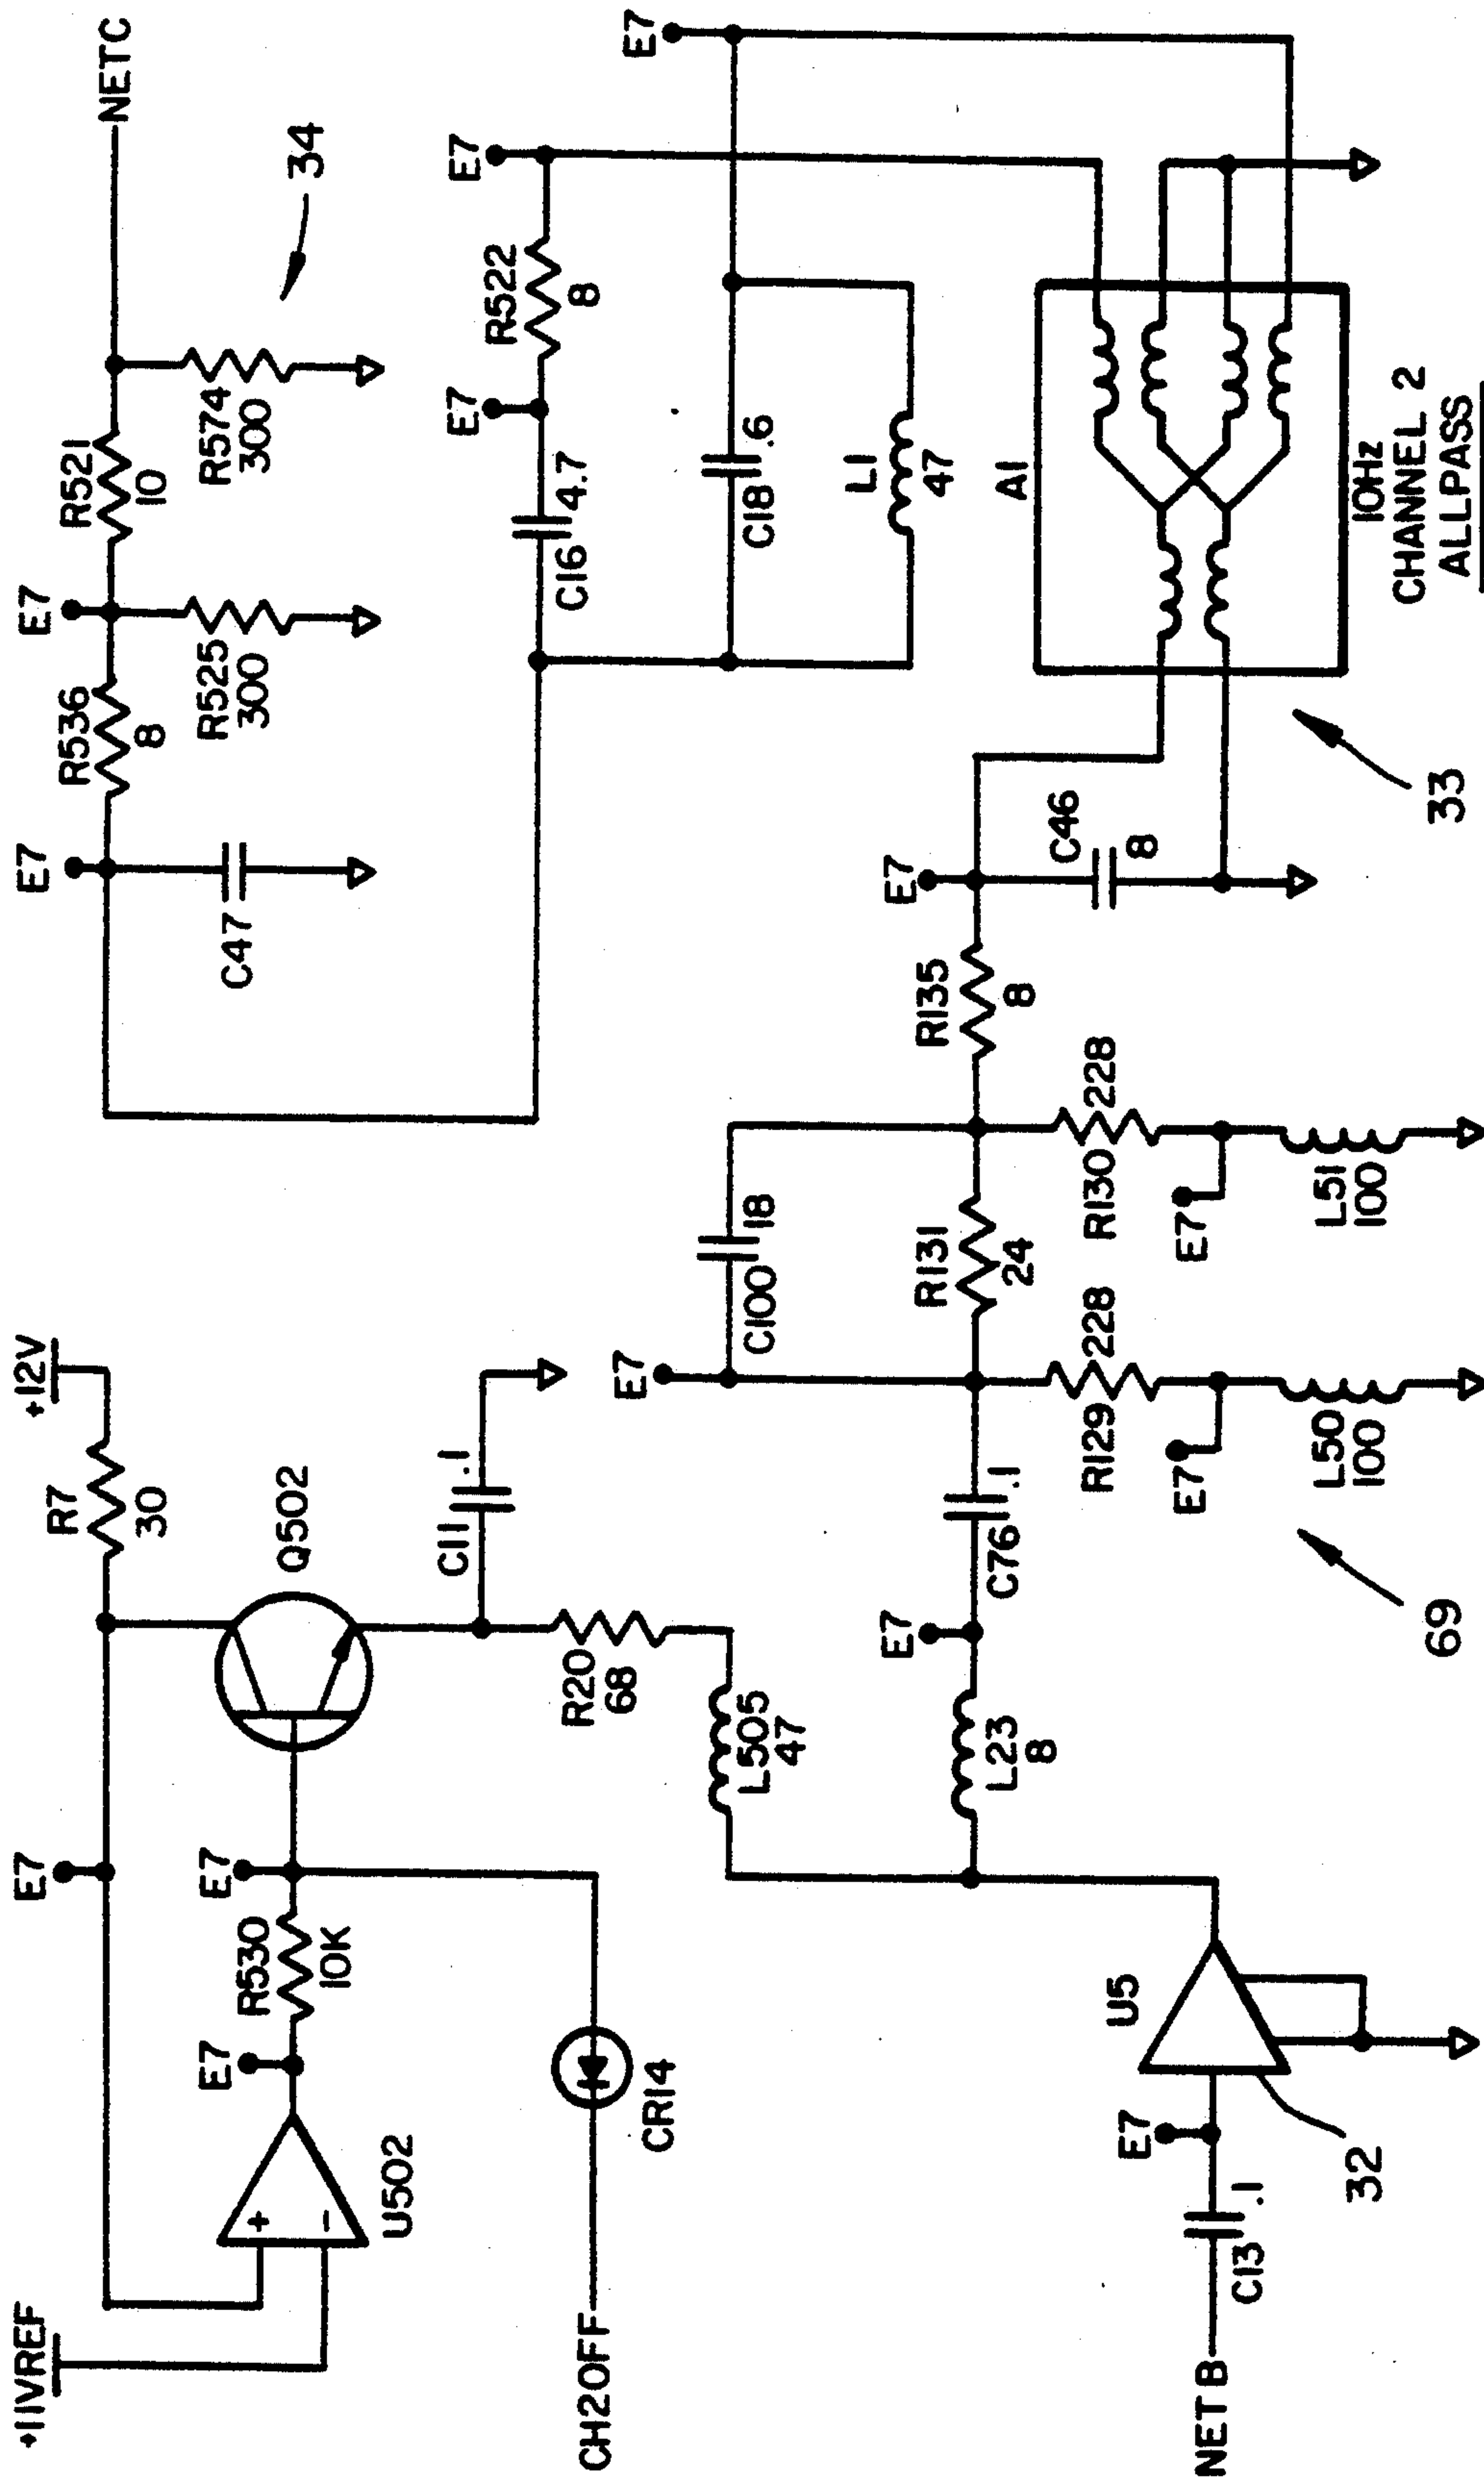 +11VREF
E7
+12V
R7
30
U502
+
-
E7
R530
10K
E7
Q502
CH2OFF
CR14
C11 .1
R20
68
L505
47
NETB
C13 .1
E7
U5
32
L23
8
E7
C76 .1
E7
C100 18
R131
24
R129 228
E7
L50
100
R130 228
E7
L51
100
69
R135
8
E7
C46
8
33
A1
10HZ
CHANNEL 2
ALLPASS
E7
C47
R536
8
E7
R525
300
R521
10
R574
300
NETC
34
C16 4.7
E7
R522
8
E7
C18 .6
L1
47
E7